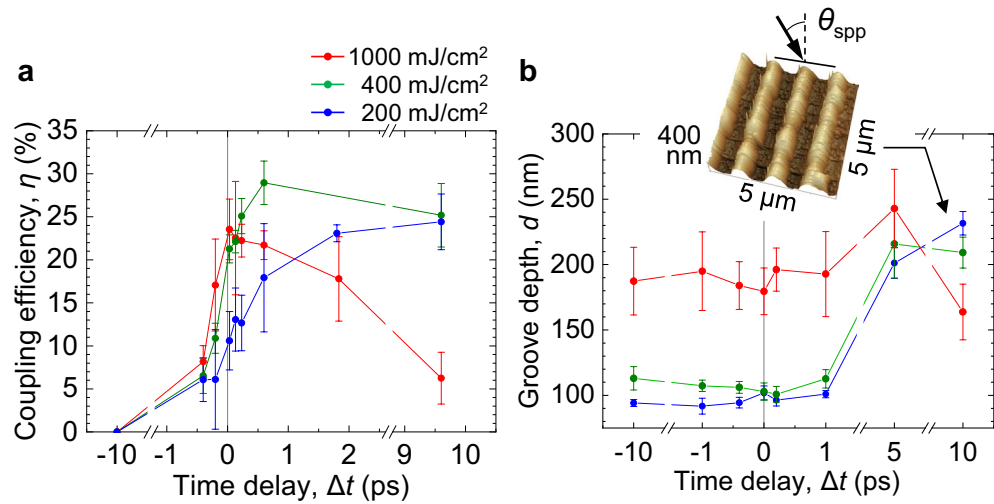 a
1000 mJ/cm²
400 mJ/cm²
200 mJ/cm²
Coupling efficiency, η (%)
35
30
25
20
15
10
5
0
-10 -1 0 1 2 9 10
Time delay, Δt (ps)
b
θspp
400 nm
5 μm
5 μm
Groove depth, d (nm)
300
250
200
150
100
-10 -1 0 1 5 10
Time delay, Δt (ps)